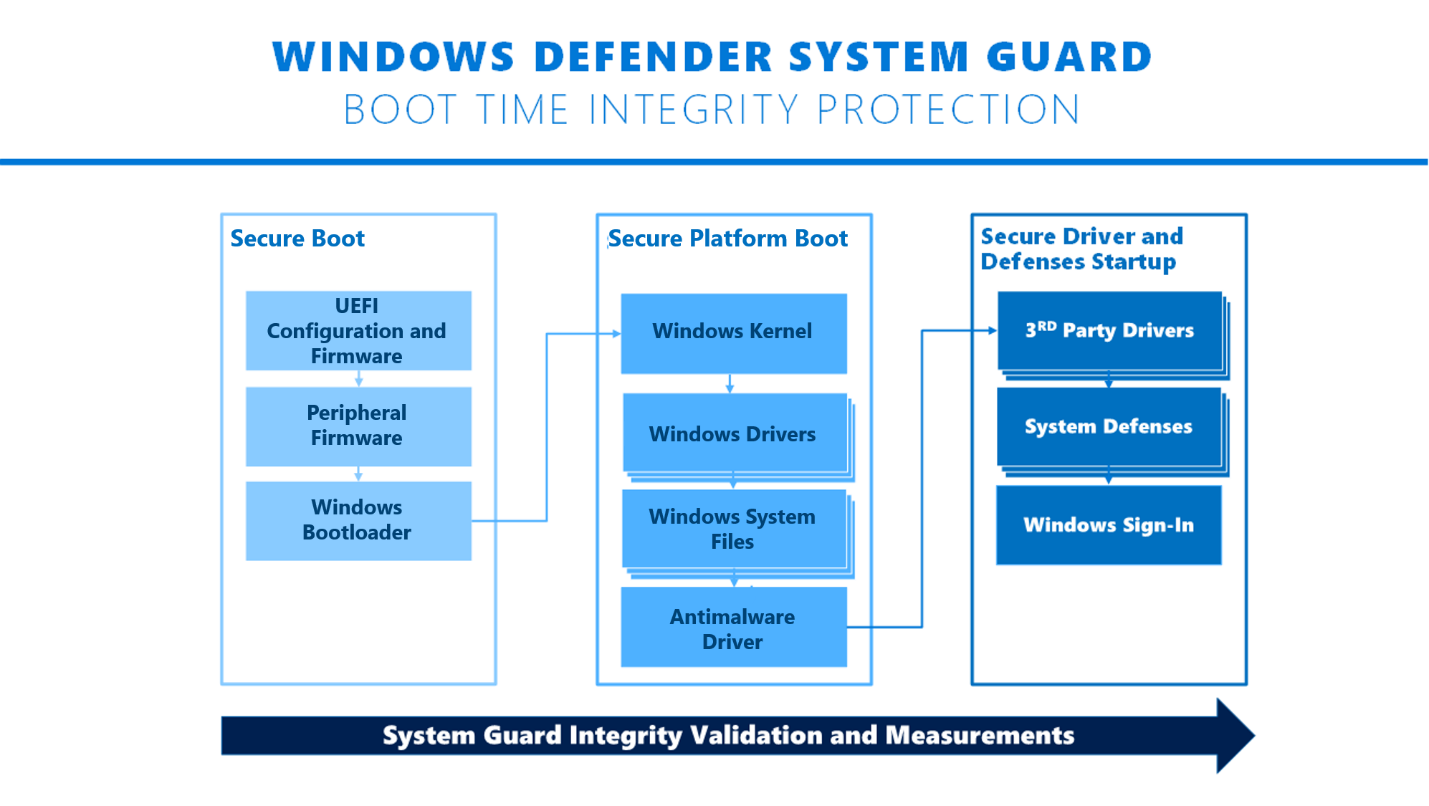 WINDOWS DEFENDER SYSTEM GUARD
BOOT TIME INTEGRITY PROTECTION
Secure Boot
UEFI
Configuration and
Firmware
Peripheral
Firmware
Windows
Bootloader
Secure Platform Boot
Windows Kernel
Windows Drivers
Windows System
Files
Antimalware
Driver
Secure Driver and
Defenses Startup
3RD Party Drivers
System Defenses
Windows Sign-In
System Guard Integrity Validation and Measurements